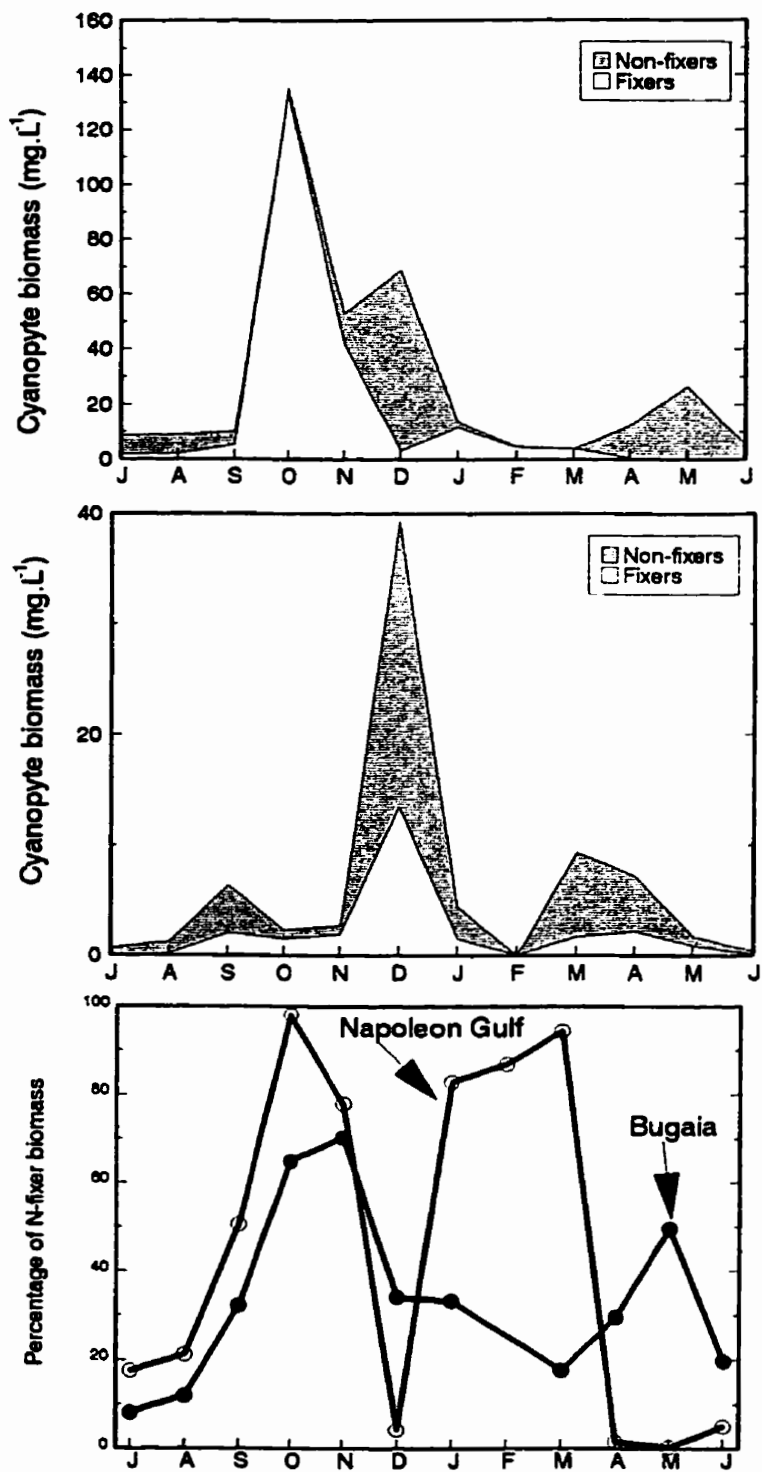 160
140
120
100
80
60
40
20
0
Cyanopyte biomass (mg.L-1)
Non-fixers
Fixers
J A S O N D J F M A M J
40
20
0
Cyanopyte biomass (mg.L-1)
Non-fixers
Fixers
J A S O N D J F M A M J
100
80
60
40
20
0
Percentage of N-fixer biomass
Napoleon Gulf
Bugaia
J A S O N D J F M A M J